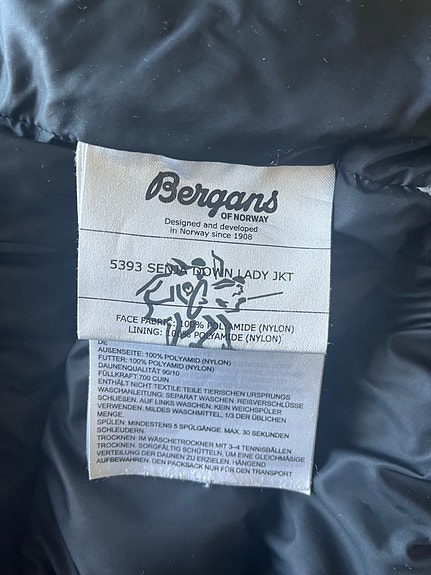 Bergans
OF NORWAY
Designed and developed
in Norway since 1908
5393 SENJA DOWN LADY JKT
FACE FABRIC: 100% POLYAMIDE (NYLON)
LINING: 100% POLYAMIDE (NYLON)
DE
AUßENSEITE: 100% POLYAMID (NYLON)
FUTTER: 100% POLYAMID (NYLON)
DAUNENQUALITÄT 90/10
FÜLLKRAFT 700 CUIN
ENTHÄLT NICHT TEXTILE TEILE TIERISCHEN URSPRUNGS
WASCHANLEITUNG: SEPARAT WASCHEN. REIßVERSCHLÜSSE
SCHLIEßEN. AUF LINKS WASCHEN. KEIN WEICHSPÜLER
VERWENDEN. MILDES WASCHMITTEL, 1/3 DER ÜBLICHEN
MENGE
SPÜLEN: MINDESTENS 5 SPÜLGÄNGE. MAX. 30 SEKUNDEN
SCHLEUDERN.
TROCKNEN: IM WÄSCHETROCKNER MIT 3–4 TENNISBÄLLEN
TROCKNEN. SORGFÄLTIG SCHÜTTELN, UM EINE GLEICHMÄßIGE
VERTEILUNG DER DAUNEN ZU ERZIELEN. HÄNGEND
AUFBEWAHREN. DEN PACKBACK NUR FÜR DEN TRANSPORT